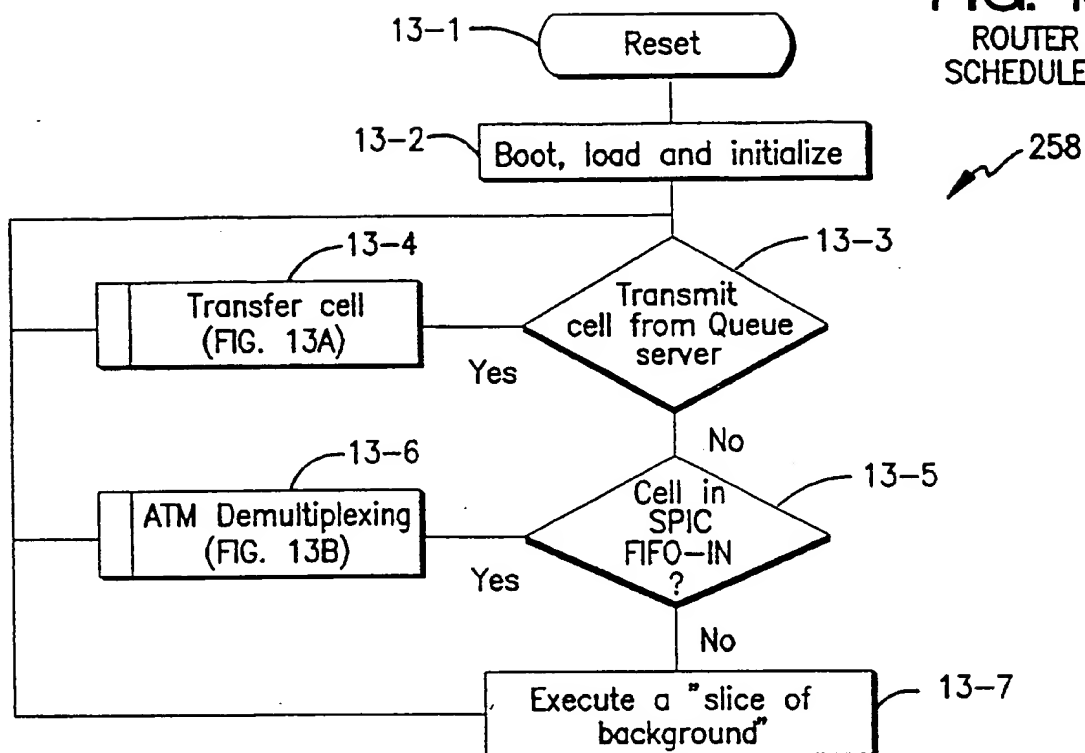 ROUTER
SCHEDULE
258
13-1
Reset
13-2
Boot, load and initialize
13-3
Transmit
cell from Queue
server
13-4
Transfer cell
(FIG. 13A)
Yes
No
13-5
Cell in
SPIC
FIFO-IN
?
13-6
ATM Demultiplexing
(FIG. 13B)
Yes
No
13-7
Execute a "slice of
background"